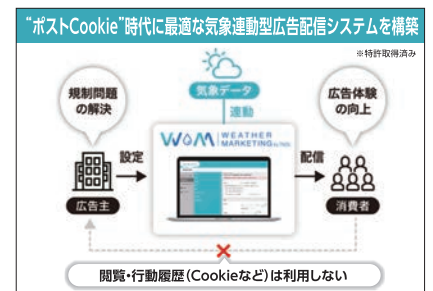 “ポストCookie”時代に最適な気象連動型広告配信システムを構築
※特許取得済み
規制問題
の解決
気象データ
連動
広告体験
の向上
WOM WEATHER
MARKETING
設定
配信
広告主
消費者
閲覧・行動履歴(Cookieなど)は利用しない